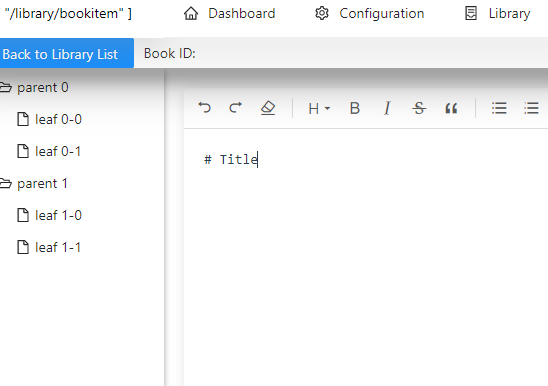 "/library/bookitem" ] Dashboard Configuration Library
Back to Library List Book ID:
parent 0
leaf 0-0
leaf 0-1
parent 1
leaf 1-0
leaf 1-1
H B I S “
# Title